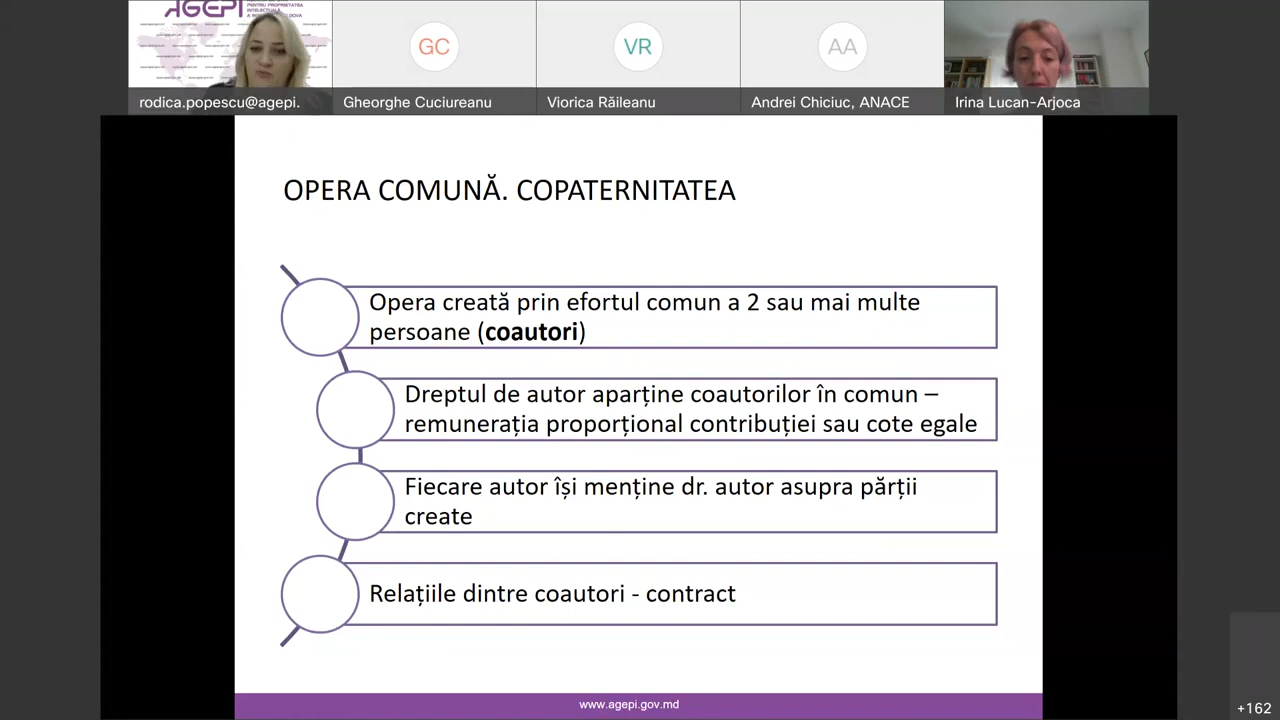 AGEPI
PENTRU PROPRIETATEA
INTELECTUALĂ
rodica.popescu@agepi.
GC
Gheorghe Cuciureanu
VR
Viorica Răileanu
AA
Andrei Chiciuc, ANACE
Irina Lucan-Arjoca
OPERA COMUNĂ. COPATERNITATEA
Opera creată prin efortul comun a 2 sau mai multe
persoane (coautori)
Dreptul de autor aparține coautorilor în comun –
remunerația proporțional contribuției sau cote egale
Fiecare autor își menține dr. autor asupra părții
create
Relațiile dintre coautori - contract
www.agepi.gov.md
+162